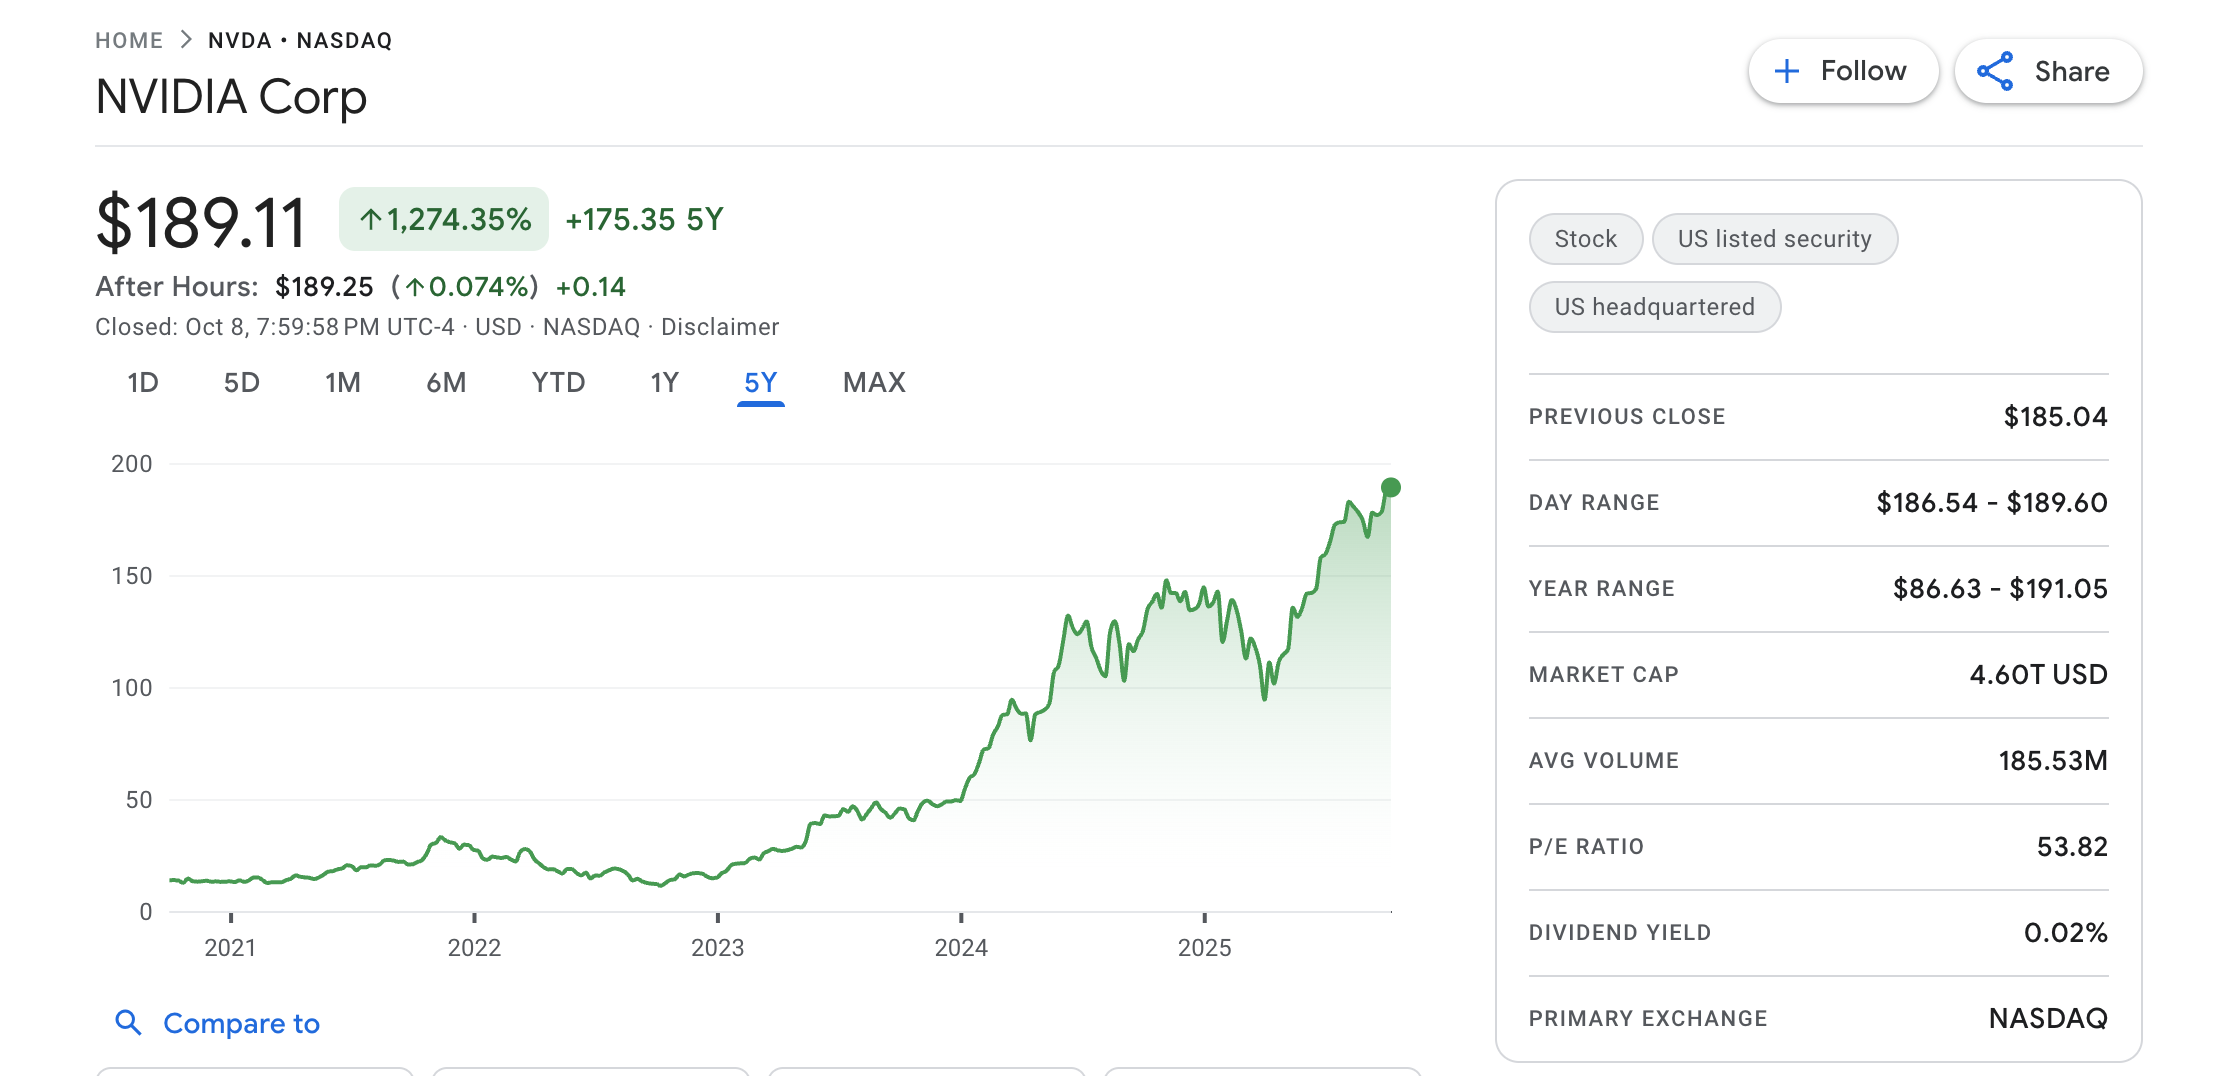 HOME > NVDA • NASDAQ
NVIDIA Corp
Follow
Share
$189.11 ↑1,274.35% +175.35 5Y
After Hours: $189.25 (↑0.074%) +0.14
Closed: Oct 8, 7:59:58 PM UTC-4 · USD · NASDAQ · Disclaimer
1D 5D 1M 6M YTD 1Y 5Y MAX
200
150
100
50
0
2021 2022 2023 2024 2025
Compare to
Stock
US listed security
US headquartered
PREVIOUS CLOSE $185.04
DAY RANGE $186.54 - $189.60
YEAR RANGE $86.63 - $191.05
MARKET CAP 4.60T USD
AVG VOLUME 185.53M
P/E RATIO 53.82
DIVIDEND YIELD 0.02%
PRIMARY EXCHANGE NASDAQ